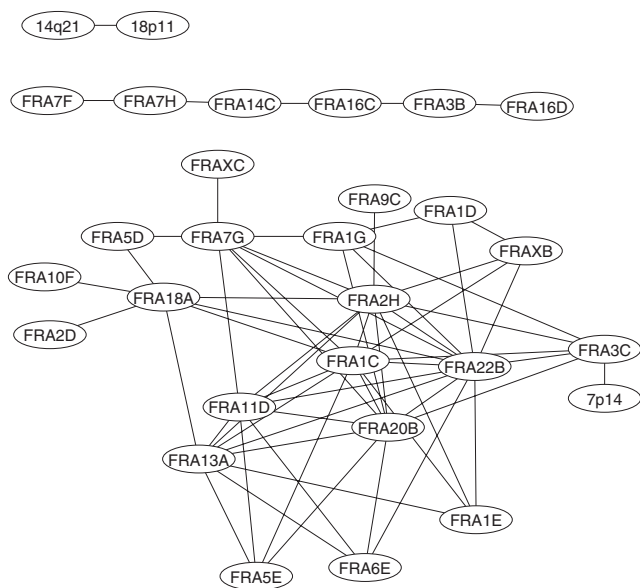 14q21 18p11
FRA7F FRA7H FRA14C FRA16C FRA3B FRA16D
FRAXC
FRA9C
FRA1D
FRA5D FRA7G FRA1G
FRAXB
FRA10F
FRA18A FRA2H
FRA2D
FRA1C FRA22B FRA3C
7p14
FRA11D
FRA20B
FRA13A
FRA1E
FRA5E FRA6E